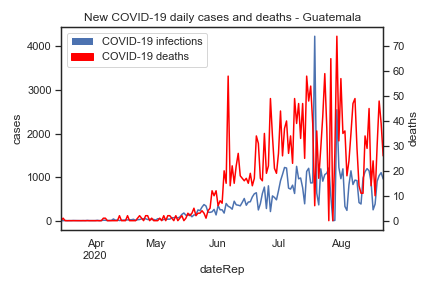 New COVID-19 daily cases and deaths - Guatemala
COVID-19 infections
COVID-19 deaths
4000
3000
2000
1000
0
cases
70
60
50
40
30
20
10
0
deaths
Apr
2020
May
Jun
Jul
Aug
dateRep